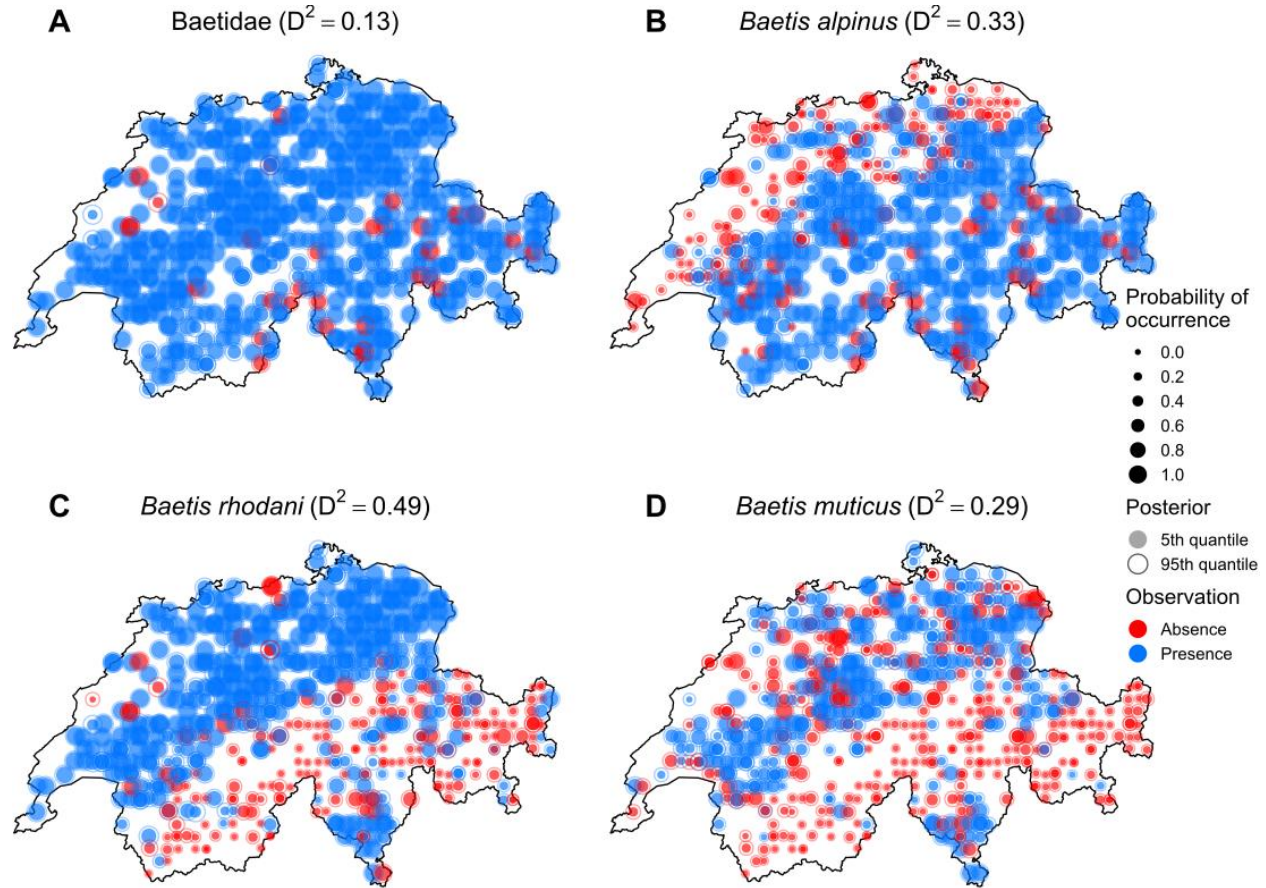 A Baetidae (D² = 0.13)
B Baetis alpinus (D² = 0.33)
Probability of
occurrence
0.0
0.2
0.4
0.6
0.8
1.0
Posterior
5th quantile
95th quantile
Observation
Absence
Presence
C Baetis rhodani (D² = 0.49)
D Baetis muticus (D² = 0.29)